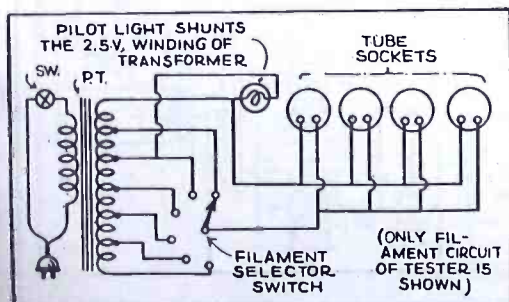 PILOT LIGHT SHUNTS
THE 2.5-V. WINDING OF
TRANSFORMER
SW.
P.T.
TUBE
SOCKETS
FILAMENT
SELECTOR
SWITCH
(ONLY FIL-
AMENT CIRCUIT
OF TESTER IS
SHOWN)